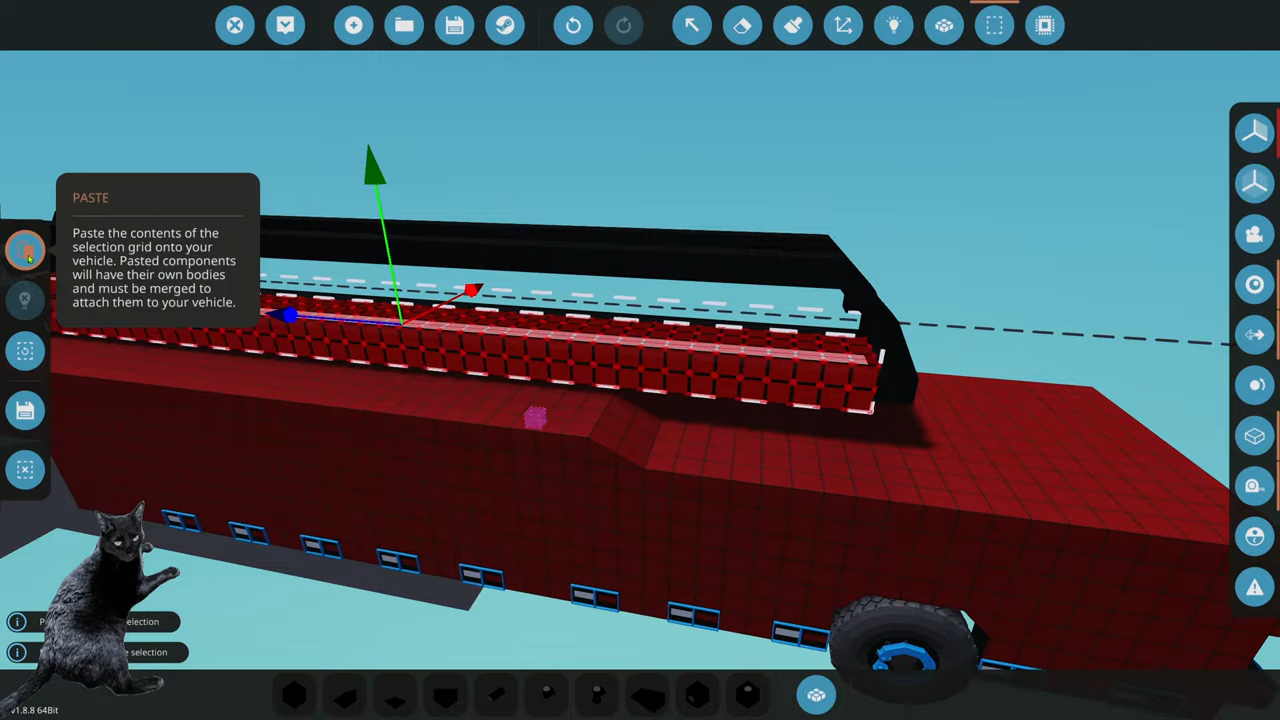 PASTE
Paste the contents of the
selection grid onto your
vehicle. Pasted components
will have their own bodies
and must be merged to
attach them to your vehicle.
P
election
e selection
v1.8.8 64Bit